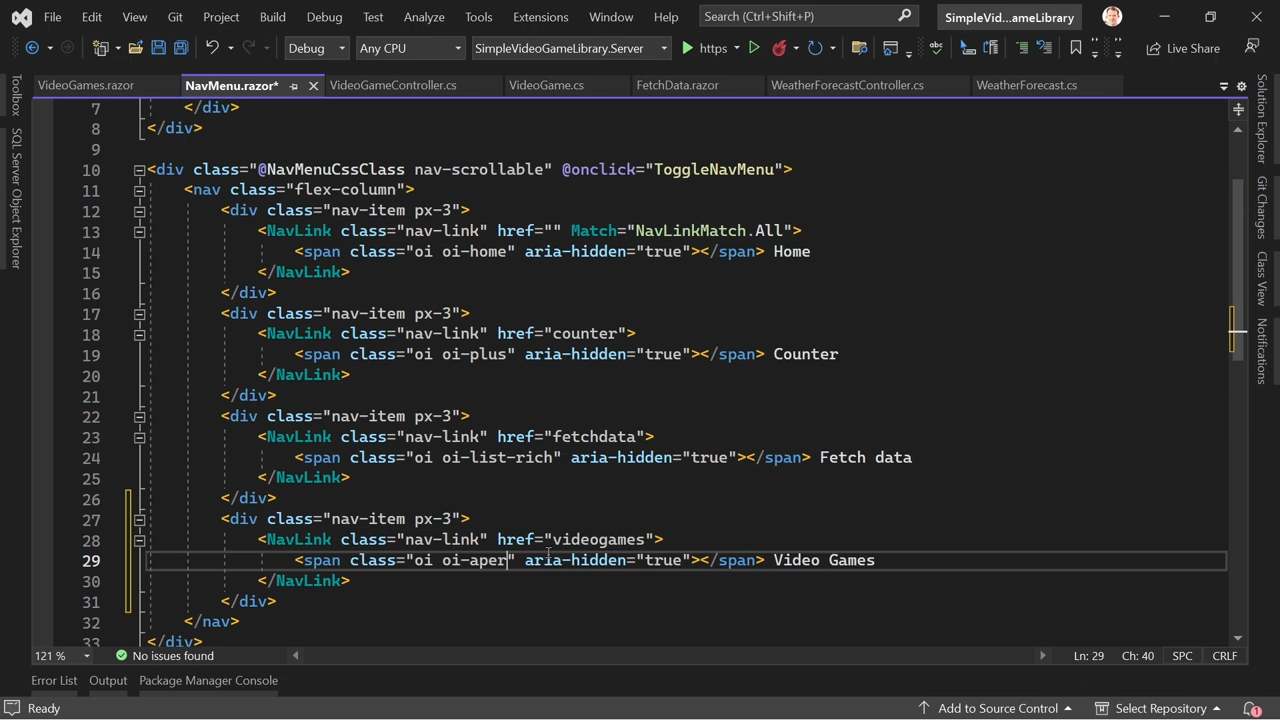 File Edit View Git Project Build Debug Test Analyze Tools Extensions Window Help Search (Ctrl+Shift+P) SimpleVid...ameLibrary
Debug Any CPU SimpleVideoGameLibrary.Server https Live Share
VideoGames.razor NavMenu.razor* VideoGameController.cs VideoGame.cs FetchData.razor WeatherForecastController.cs WeatherForecast.cs
Toolbox
SQL Server Object Explorer
7 </div>
8 </div>
9
10 <div class="@NavMenuCssClass nav-scrollable" @onclick="ToggleNavMenu">
11 <nav class="flex-column">
12 <div class="nav-item px-3">
13 <NavLink class="nav-link" href="" Match="NavLinkMatch.All">
14 <span class="oi oi-home" aria-hidden="true"></span> Home
15 </NavLink>
16 </div>
17 <div class="nav-item px-3">
18 <NavLink class="nav-link" href="counter">
19 <span class="oi oi-plus" aria-hidden="true"></span> Counter
20 </NavLink>
21 </div>
22 <div class="nav-item px-3">
23 <NavLink class="nav-link" href="fetchdata">
24 <span class="oi oi-list-rich" aria-hidden="true"></span> Fetch data
25 </NavLink>
26 </div>
27 <div class="nav-item px-3">
28 <NavLink class="nav-link" href="videogames">
29 <span class="oi oi-aper" aria-hidden="true"></span> Video Games
30 </NavLink>
31 </div>
32 </nav>
33 </div>
Solution Explorer
Git Changes
Class View
Notifications
121 % No issues found Ln: 29 Ch: 40 SPC CRLF
Error List Output Package Manager Console
Ready Add to Source Control Select Repository 1